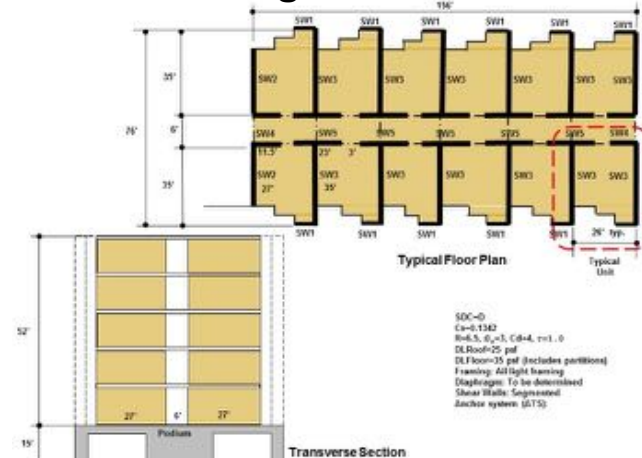 156'
SW1 SW1 SW1 SW1 SW1 SW1
35'
SW2 SW3 SW3 SW3 SW3 SW3 SW3
76'
6'
SW4 SW5 SW5 SW5 SW5 SW5 SW4
11.5' 23' 3'
35'
SW2 SW3 SW3 SW3 SW3 SW3 SW3
27' 35'
SW1 SW1 SW1 SW1 SW1
26' typ.
Typical Floor Plan
Typical
Unit
52'
SDC=D
Cs=0.1342
R=6.5, Ω₀=3, Cd=4, r=1.0
DLRoof=25 psf
DLFloor=35 psf (includes partitions)
Framing: All light framing
Diaphragm: To be determined
Shear Walls: Segmented
Anchor system (ATS)
27' 6' 27'
Podium
15'
Transverse Section